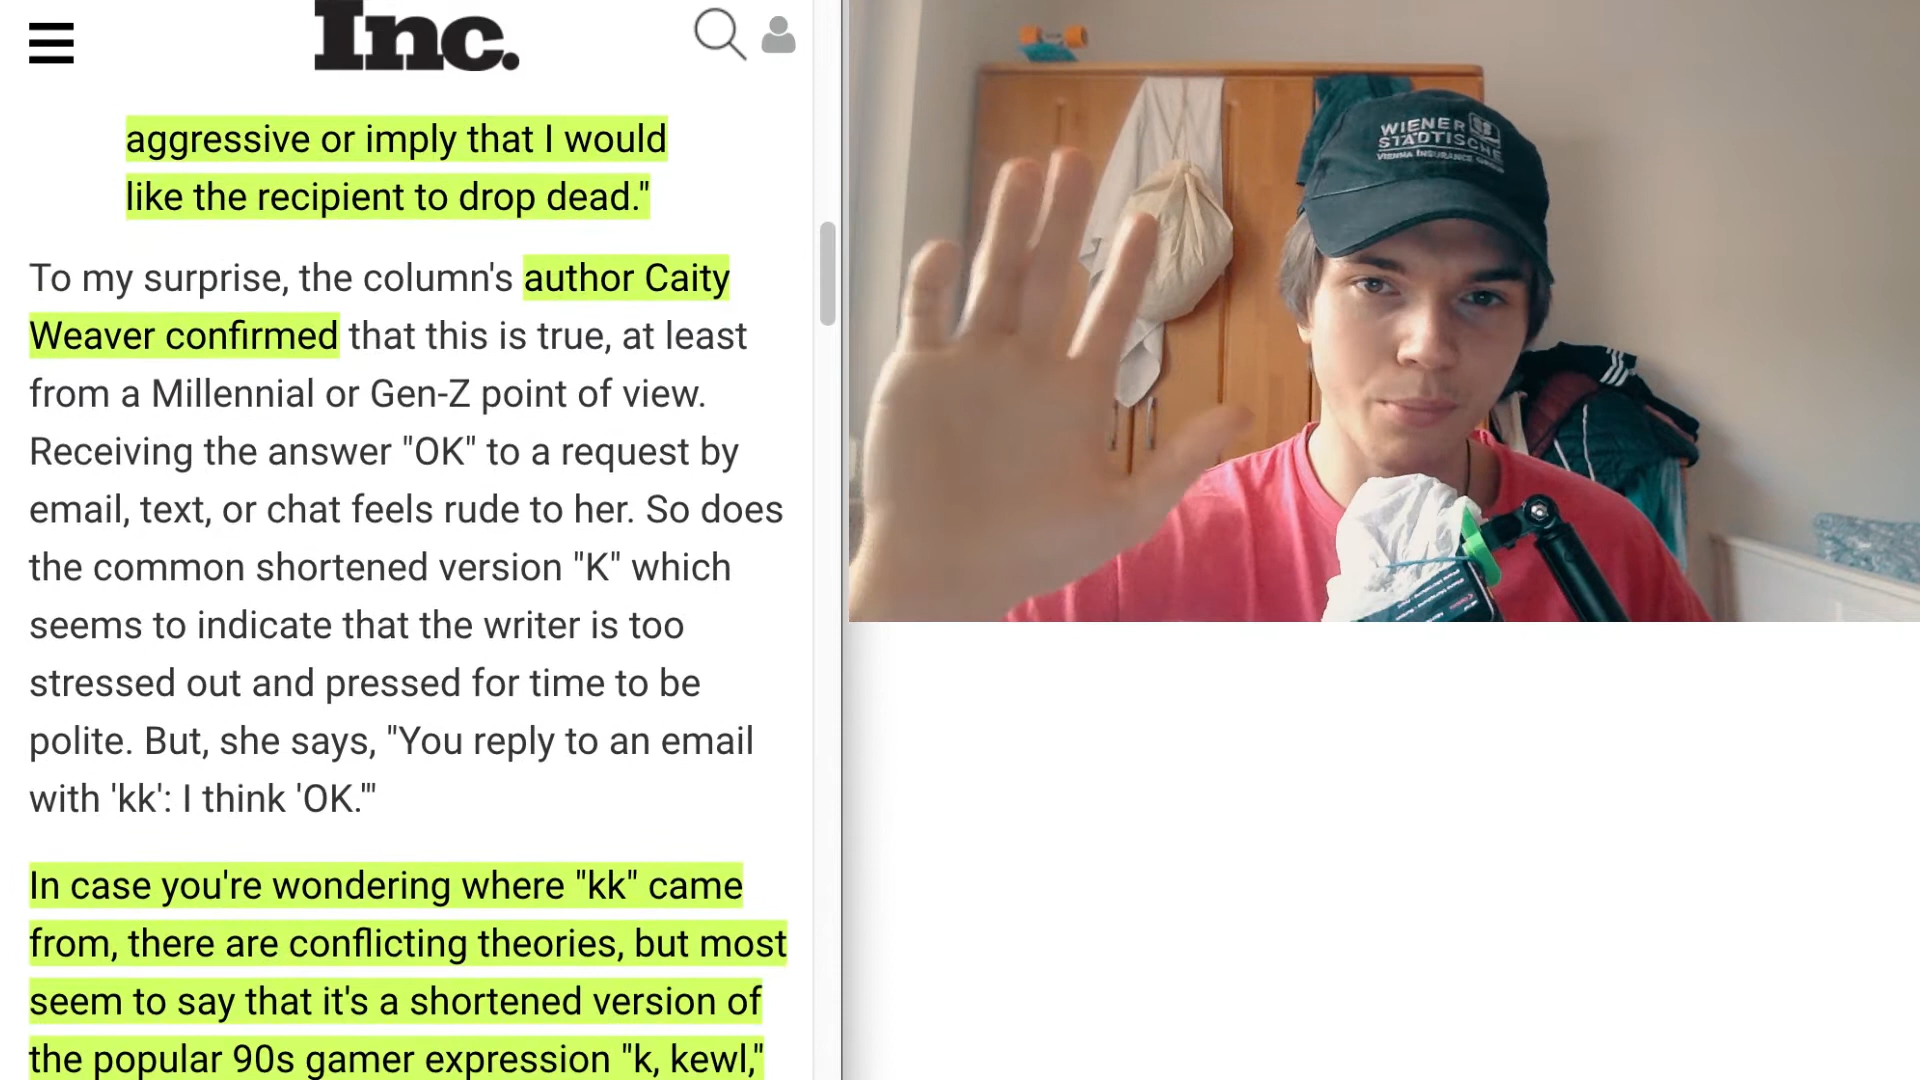 Inc.
aggressive or imply that I would
like the recipient to drop dead."
To my surprise, the column's author Caity
Weaver confirmed that this is true, at least
from a Millennial or Gen-Z point of view.
Receiving the answer "OK" to a request by
email, text, or chat feels rude to her. So does
the common shortened version "K" which
seems to indicate that the writer is too
stressed out and pressed for time to be
polite. But, she says, "You reply to an email
with 'kk': I think 'OK.'"
In case you're wondering where "kk" came
from, there are conflicting theories, but most
seem to say that it's a shortened version of
the popular 90s gamer expression "k, kewl,"
WIENER
STÄDTISCHE
VIENNA INSURANCE GROUP